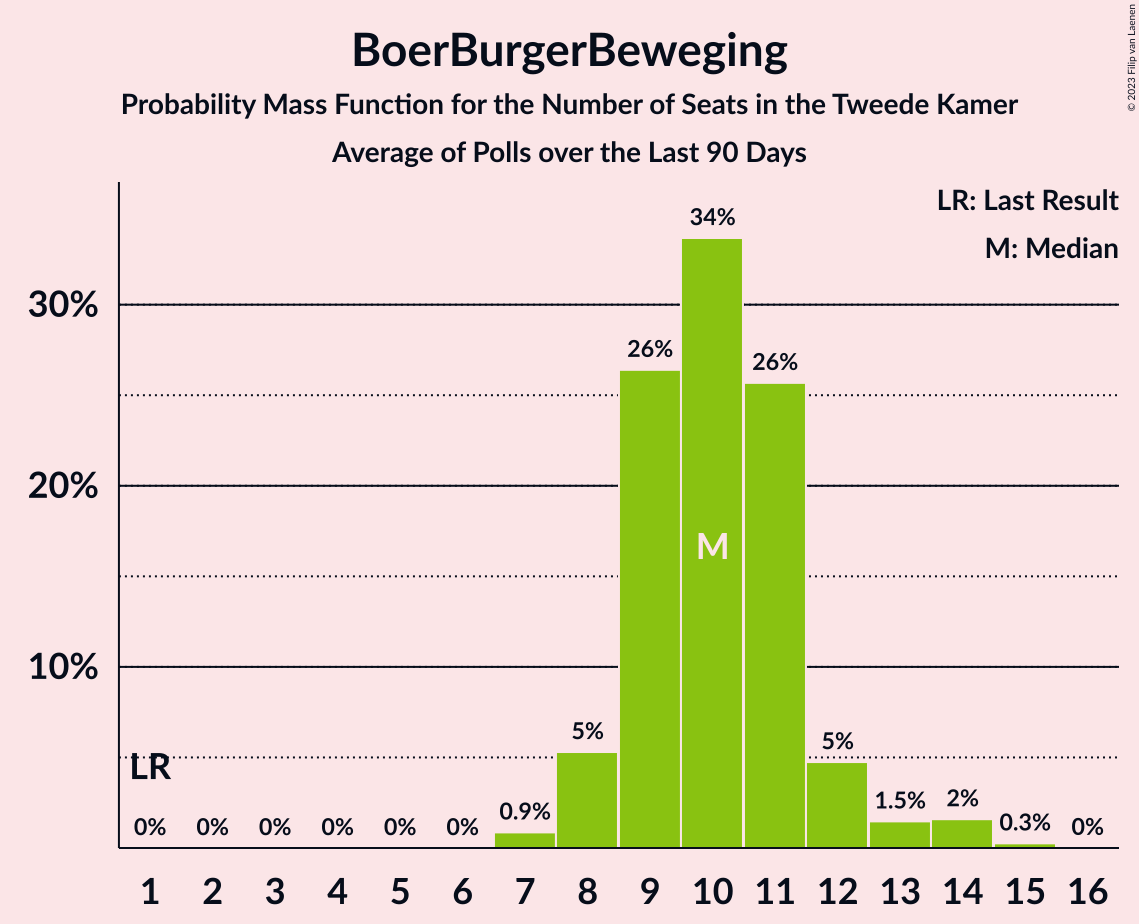 BoerBurgerBeweging
Probability Mass Function for the Number of Seats in the Tweede Kamer
Average of Polls over the Last 90 Days
© 2023 Filip van Laenen
LR: Last Result
M: Median
30%
20%
10%
LR
M
0% 0% 0% 0% 0% 0% 0.9% 5% 26% 34% 26% 5% 1.5% 2% 0.3% 0%
1 2 3 4 5 6 7 8 9 10 11 12 13 14 15 16